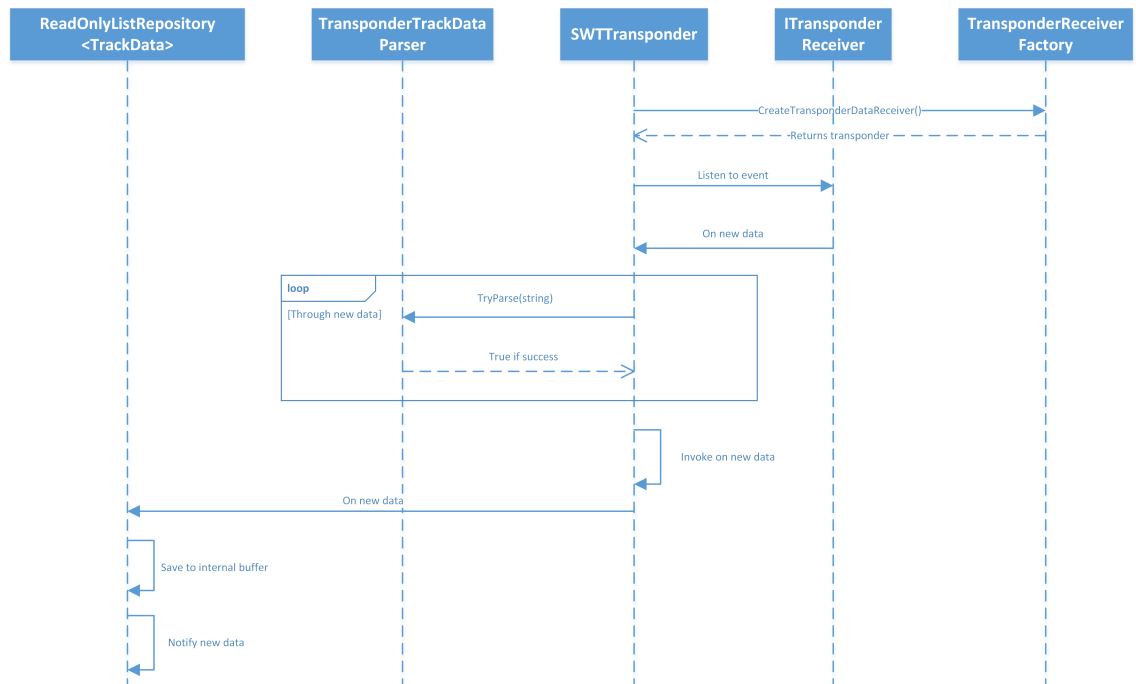 ReadOnlyListRepository
<TrackData>
TransponderTrackData
Parser
SWTTransponder
ITransponder
Receiver
TransponderReceiver
Factory
CreateTransponderDataReceiver()
Returns transponder
Listen to event
On new data
loop
[Through new data]
TryParse(string)
True if success
Invoke on new data
On new data
Save to internal buffer
Notify new data